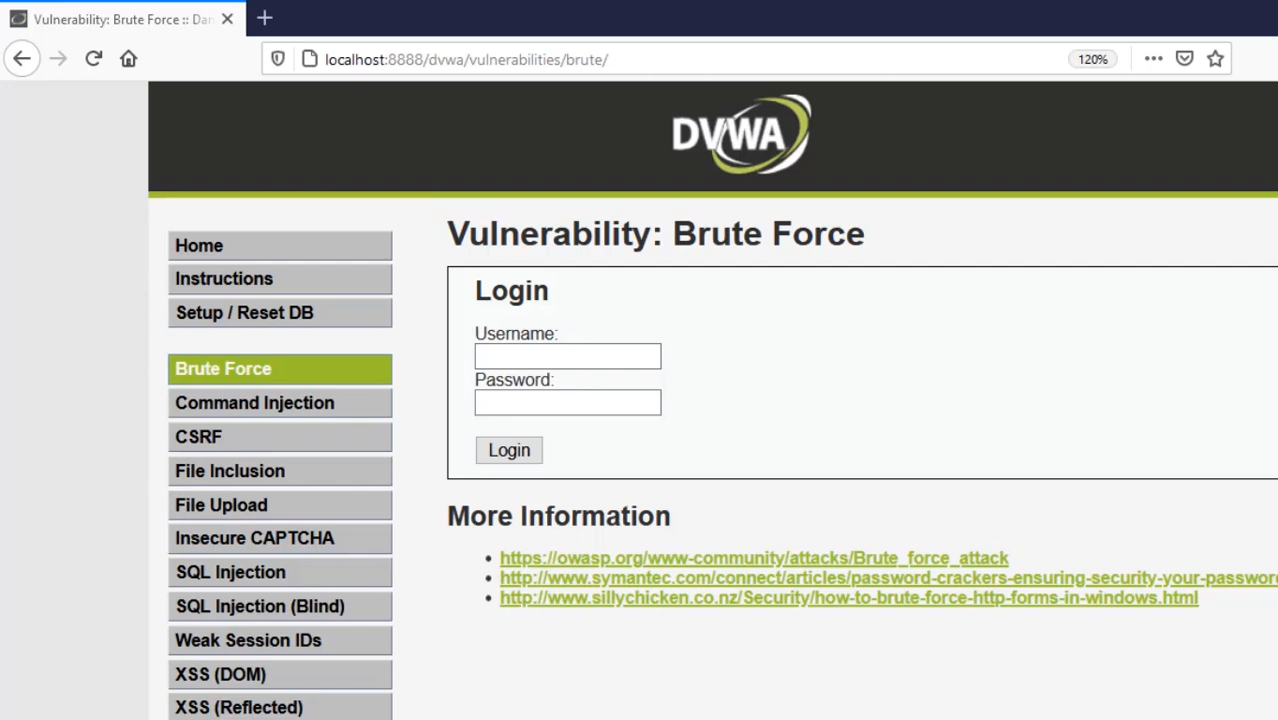 Vulnerability: Brute Force :: Dan
localhost:8888/dvwa/vulnerabilities/brute/
120%
DVWA
Home
Instructions
Setup / Reset DB
Brute Force
Command Injection
CSRF
File Inclusion
File Upload
Insecure CAPTCHA
SQL Injection
SQL Injection (Blind)
Weak Session IDs
XSS (DOM)
XSS (Reflected)
Vulnerability: Brute Force
Login
Username:
Password:
Login
More Information
https://owasp.org/www-community/attacks/Brute_force_attack
http://www.symantec.com/connect/articles/password-crackers-ensuring-security-your-passwor
http://www.sillychicken.co.nz/Security/how-to-brute-force-http-forms-in-windows.html